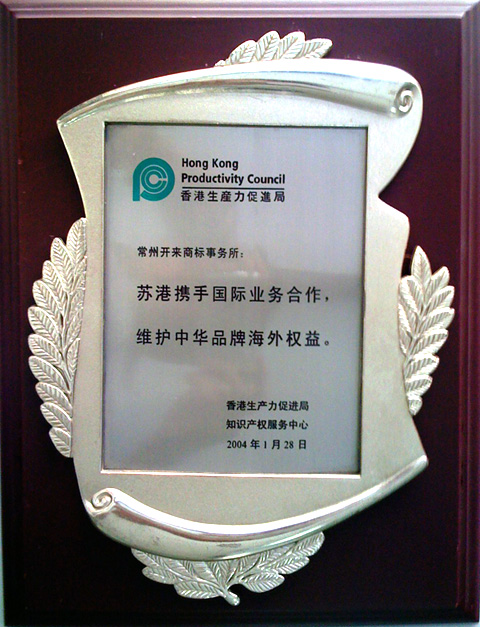 Hong Kong
Productivity Council
香港生産力促進局
常州开来商标事务所：
苏港携手国际业务合作，
维护中华品牌海外权益。
香港生产力促进局
知识产权服务中心
2004 年 1 月 28 日